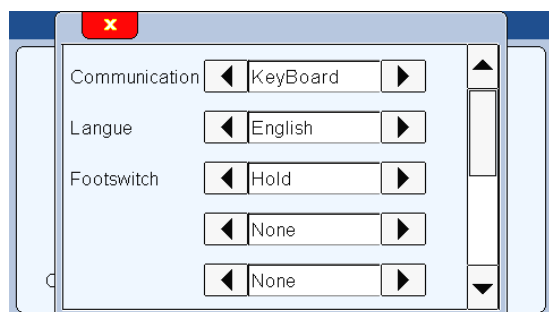 x
Communication KeyBoard
Langue English
Footswitch Hold
None
None